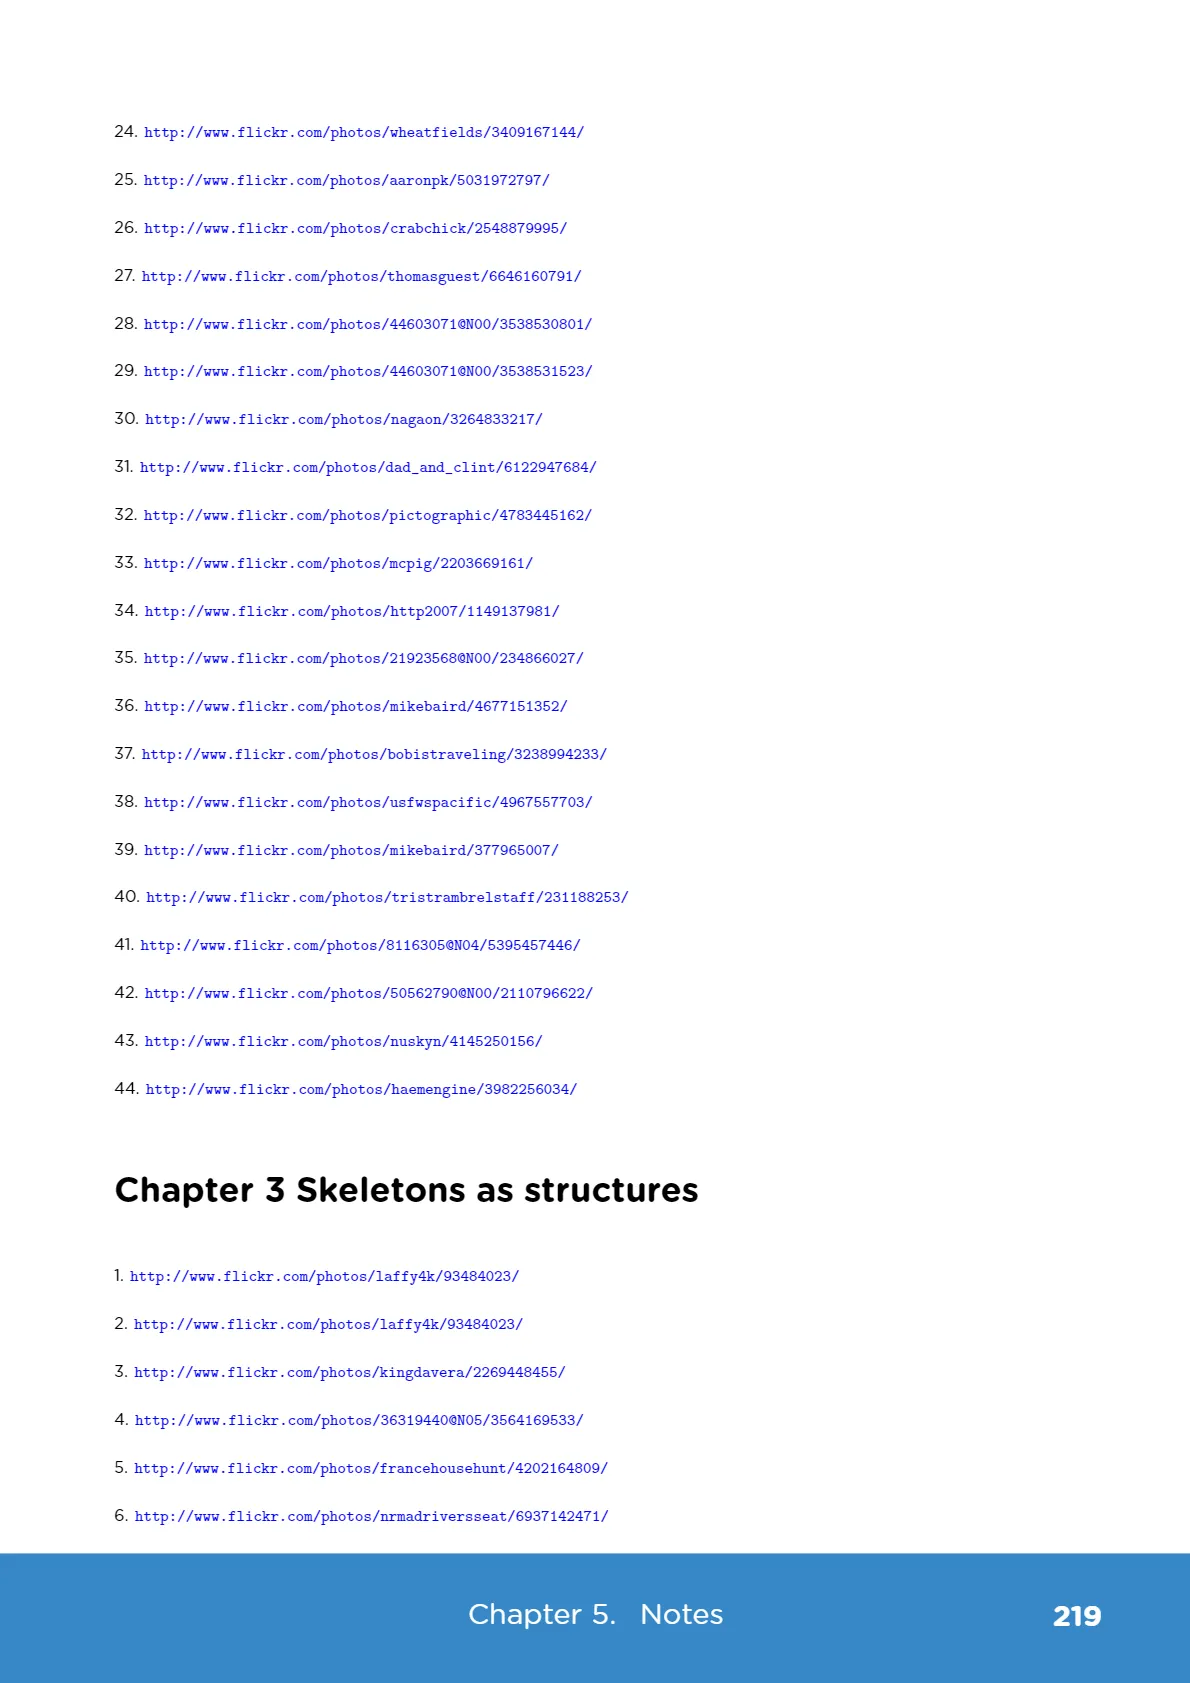 24. http://www.flickr.com/photos/wheatfields/3409167144/
25. http://www.flickr.com/photos/aaronpk/5031972797/
26. http://www.flickr.com/photos/crabchick/2548879995/
27. http://www.flickr.com/photos/thomasguest/6646160791/
28. http://www.flickr.com/photos/44603071@N00/3538530801/
29. http://www.flickr.com/photos/44603071@N00/3538531523/
30. http://www.flickr.com/photos/nagaon/3264833217/
31. http://www.flickr.com/photos/dad_and_clint/6122947684/
32. http://www.flickr.com/photos/pictographic/4783445162/
33. http://www.flickr.com/photos/mcpig/2203669161/
34. http://www.flickr.com/photos/http2007/1149137981/
35. http://www.flickr.com/photos/21923568@N00/234866027/
36. http://www.flickr.com/photos/mikebaird/4677151352/
37. http://www.flickr.com/photos/bobistraveling/3238994233/
38. http://www.flickr.com/photos/usfwspacific/4967557703/
39. http://www.flickr.com/photos/mikebaird/377965007/
40. http://www.flickr.com/photos/tristrambrelstaff/231188253/
41. http://www.flickr.com/photos/8116305@N04/5395457446/
42. http://www.flickr.com/photos/50562790@N00/2110796622/
43. http://www.flickr.com/photos/nuskyn/4145250156/
44. http://www.flickr.com/photos/haemengine/3982256034/
Chapter 3 Skeletons as structures
1. http://www.flickr.com/photos/laffy4k/93484023/
2. http://www.flickr.com/photos/laffy4k/93484023/
3. http://www.flickr.com/photos/kingdavera/2269448455/
4. http://www.flickr.com/photos/36319440@N05/3564169533/
5. http://www.flickr.com/photos/francehousehunt/4202164809/
6. http://www.flickr.com/photos/nrmadriversseat/6937142471/
Chapter 5. Notes 219